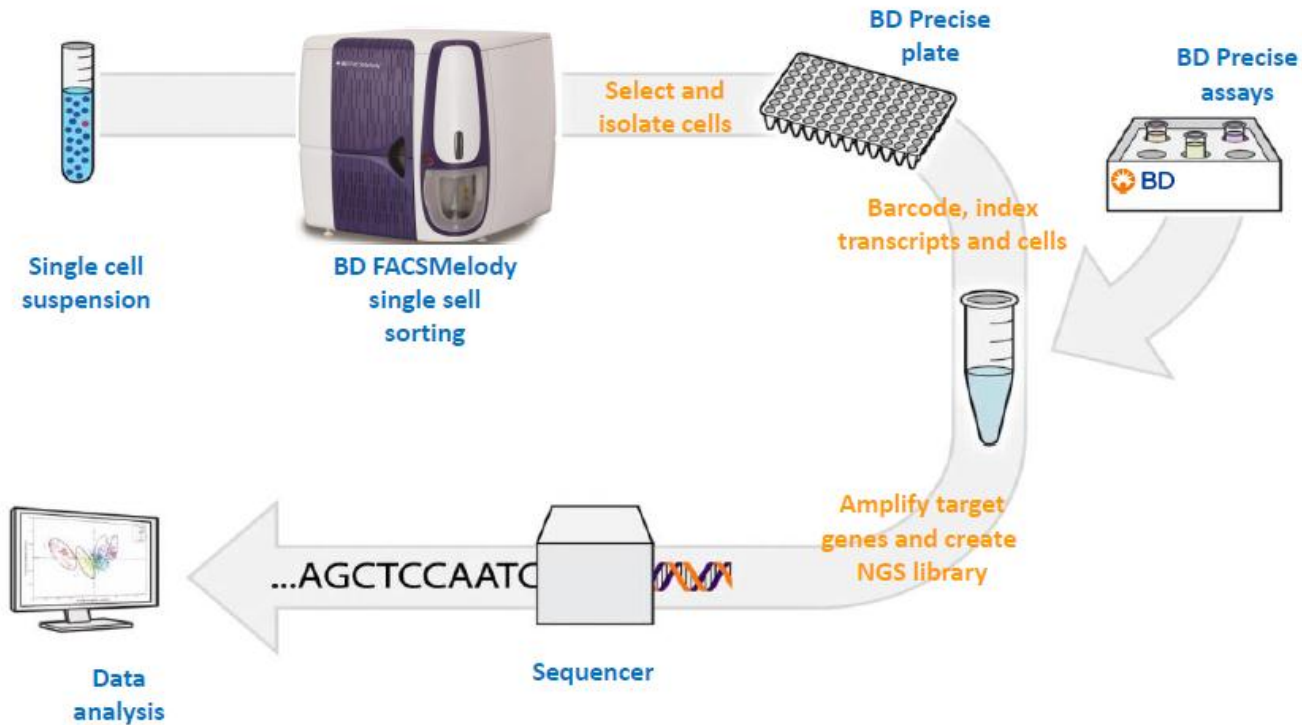 BD Precise
plate
BD Precise
assays
Select and
isolate cells
BD
Barcode, index
transcripts and cells
Single cell
suspension
BD FACSMelody
single sell
sorting
Amplify target
genes and create
NGS library
...AGCTCCAATC
Sequencer
Data
analysis